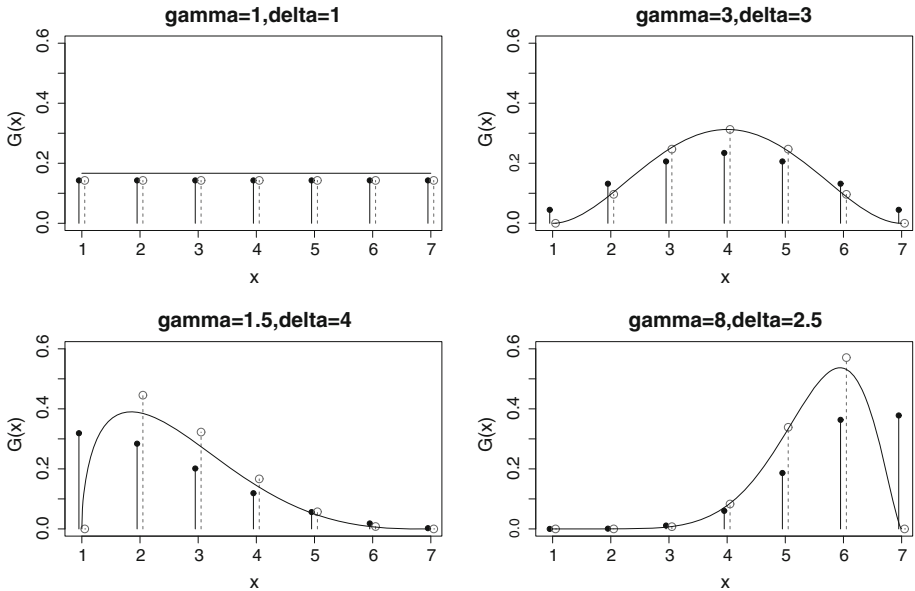 gamma=1,delta=1
G(x)
0.6
0.4
0.2
0.0
1 2 3 4 5 6 7
x
gamma=3,delta=3
G(x)
0.6
0.4
0.2
0.0
1 2 3 4 5 6 7
x
gamma=1.5,delta=4
G(x)
0.6
0.4
0.2
0.0
1 2 3 4 5 6 7
x
gamma=8,delta=2.5
G(x)
0.6
0.4
0.2
0.0
1 2 3 4 5 6 7
x